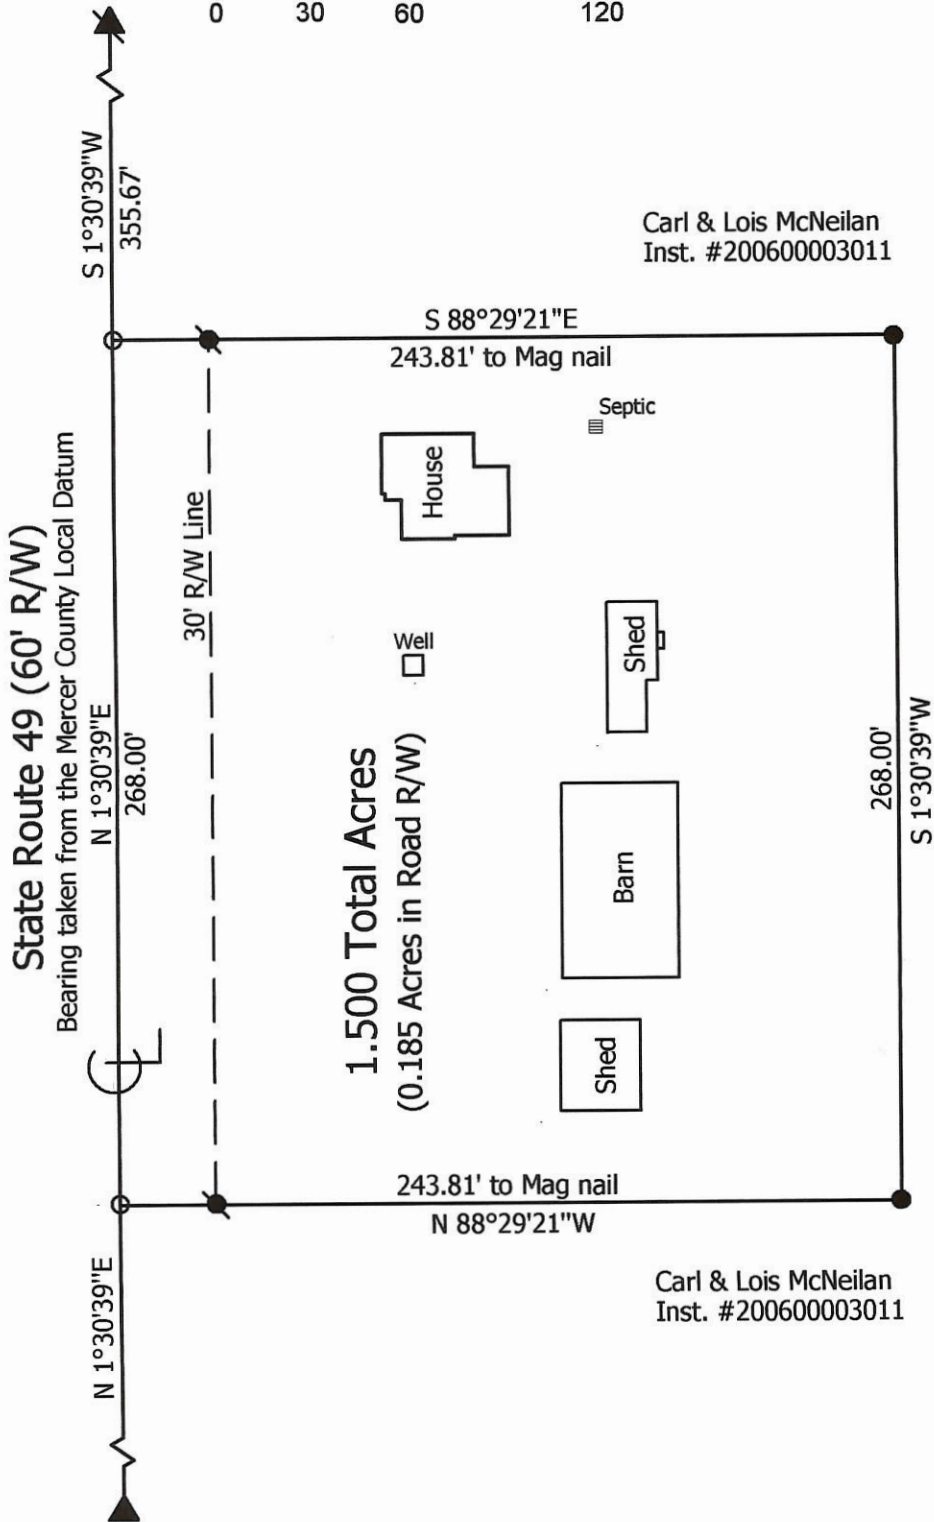 0 30 60 120
State Route 49 (60' R/W)
Bearing taken from the Mercer County Local Datum
S 1°30'39"W
355.67'
N 1°30'39"E
268.00'
N 1°30'39"E
30' R/W Line
Carl & Lois McNeilan
Inst. #200600003011
S 88°29'21"E
243.81' to Mag nail
Septic
House
Well
Shed
1.500 Total Acres
(0.185 Acres in Road R/W)
Barn
Shed
268.00'
S 1°30'39"W
243.81' to Mag nail
N 88°29'21"W
Carl & Lois McNeilan
Inst. #200600003011